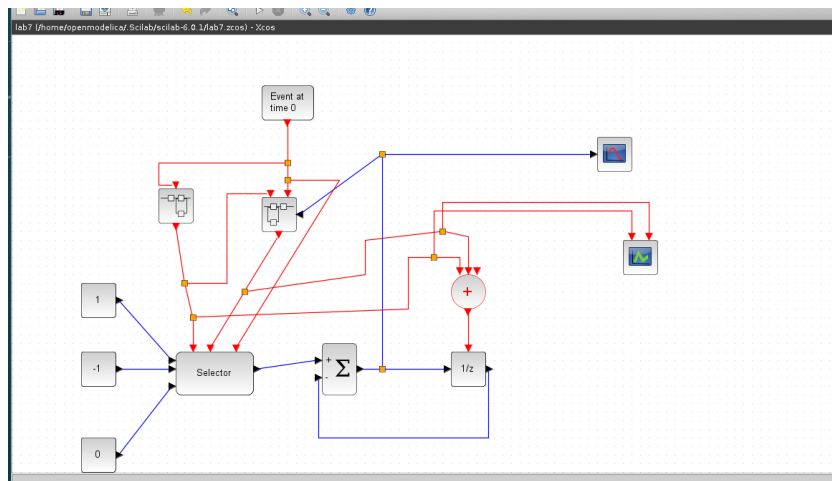 lab7 (/home/openmodelica/.Scilab/scilab-6.0.1/lab7.zcos) - Xcos
Event at
time 0
1
+
-1
Selector
+
-
Σ
1/z
0